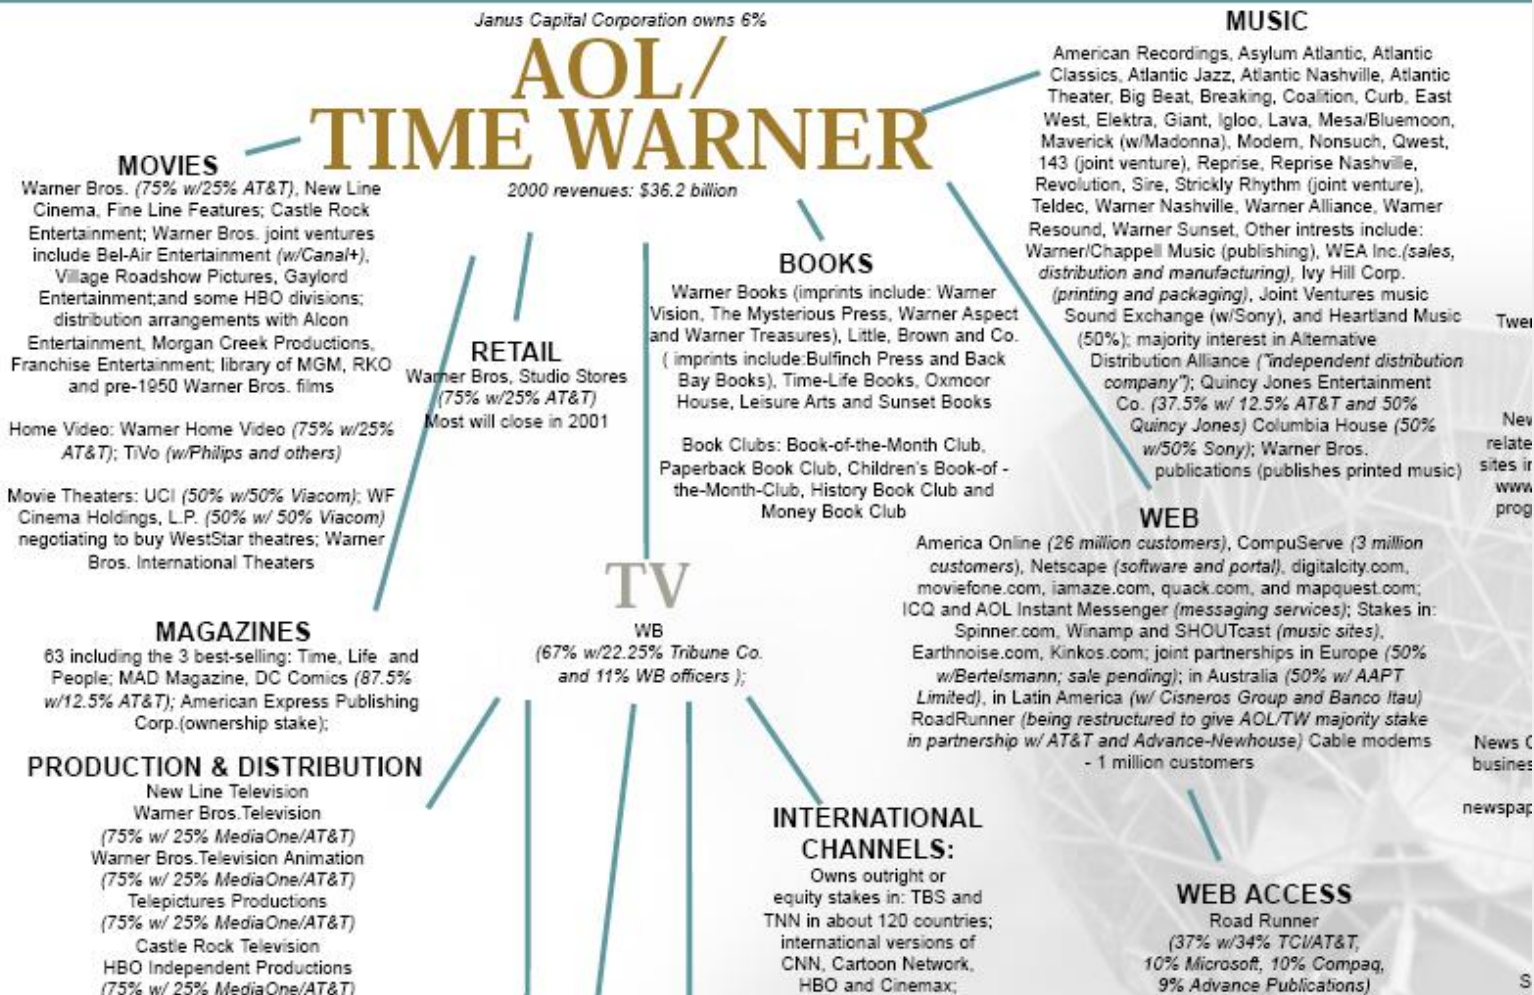 Janus Capital Corporation owns 6%
AOL/
TIME WARNER
2000 revenues: $36.2 billion
MOVIES
Warner Bros. (75% w/25% AT&T), New Line
Cinema, Fine Line Features; Castle Rock
Entertainment; Warner Bros. joint ventures
include Bel-Air Entertainment (w/Canal+),
Village Roadshow Pictures, Gaylord
Entertainment;and some HBO divisions;
distribution arrangements with Alcon
Entertainment, Morgan Creek Productions,
Franchise Entertainment; library of MGM, RKO
and pre-1950 Warner Bros. films
Home Video: Warner Home Video (75% w/25%
AT&T); TiVo (w/Philips and others)
Movie Theaters: UCI (50% w/50% Viacom); WF
Cinema Holdings, L.P. (50% w/ 50% Viacom)
negotiating to buy WestStar theatres; Warner
Bros. International Theaters
MAGAZINES
63 including the 3 best-selling: Time, Life and
People; MAD Magazine, DC Comics (87.5%
w/12.5% AT&T); American Express Publishing
Corp.(ownership stake);
PRODUCTION & DISTRIBUTION
New Line Television
Warner Bros.Television
(75% w/ 25% MediaOne/AT&T)
Warner Bros.Television Animation
(75% w/ 25% MediaOne/AT&T)
Telepictures Productions
(75% w/ 25% MediaOne/AT&T)
Castle Rock Television
HBO Independent Productions
(75% w/ 25% MediaOne/AT&T)
RETAIL
Warner Bros, Studio Stores
(75% w/25% AT&T)
Most will close in 2001
BOOKS
Warner Books (imprints include: Warner
Vision, The Mysterious Press, Warner Aspect
and Warner Treasures), Little, Brown and Co.
( imprints include:Bulfinch Press and Back
Bay Books), Time-Life Books, Oxmoor
House, Leisure Arts and Sunset Books
Book Clubs: Book-of-the-Month Club,
Paperback Book Club, Children's Book-of -
the-Month-Club, History Book Club and
Money Book Club
TV
WB
(67% w/22.25% Tribune Co.
and 11% WB officers );
INTERNATIONAL
CHANNELS:
Owns outright or
equity stakes in: TBS and
TNN in about 120 countries;
international versions of
CNN, Cartoon Network,
HBO and Cinemax;
MUSIC
American Recordings, Asylum Atlantic, Atlantic
Classics, Atlantic Jazz, Atlantic Nashville, Atlantic
Theater, Big Beat, Breaking, Coalition, Curb, East
West, Elektra, Giant, Igloo, Lava, Mesa/Bluemoon,
Maverick (w/Madonna), Modern, Nonsuch, Qwest,
143 (joint venture), Reprise, Reprise Nashville,
Revolution, Sire, Strickly Rhythm (joint venture),
Teldec, Warner Nashville, Warner Alliance, Warner
Resound, Warner Sunset, Other intrests include:
Warner/Chappell Music (publishing), WEA Inc.(sales,
distribution and manufacturing), Ivy Hill Corp.
(printing and packaging), Joint Ventures music
Sound Exchange (w/Sony), and Heartland Music
(50%); majority interest in Alternative
Distribution Alliance ("independent distribution
company"); Quincy Jones Entertainment
Co. (37.5% w/ 12.5% AT&T and 50%
Quincy Jones) Columbia House (50%
w/50% Sony); Warner Bros.
publications (publishes printed music)
WEB
America Online (26 million customers), CompuServe (3 million
customers), Netscape (software and portal), digitalcity.com,
moviefone.com, iamaze.com, quack.com, and mapquest.com;
ICQ and AOL Instant Messenger (messaging services); Stakes in:
Spinner.com, Winamp and SHOUTcast (music sites),
Earthnoise.com, Kinkos.com; joint partnerships in Europe (50%
w/Bertelsmann; sale pending); in Australia (50% w/ AAPT
Limited), in Latin America (w/ Cisneros Group and Banco Itau)
RoadRunner (being restructured to give AOL/TW majority stake
in partnership w/ AT&T and Advance-Newhouse) Cable modems
- 1 million customers
WEB ACCESS
Road Runner
(37% w/34% TCI/AT&T,
10% Microsoft, 10% Compaq,
9% Advance Publications)
relate
sites
www
prog
News